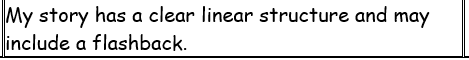 My story has a clear linear structure and may
include a flashback.